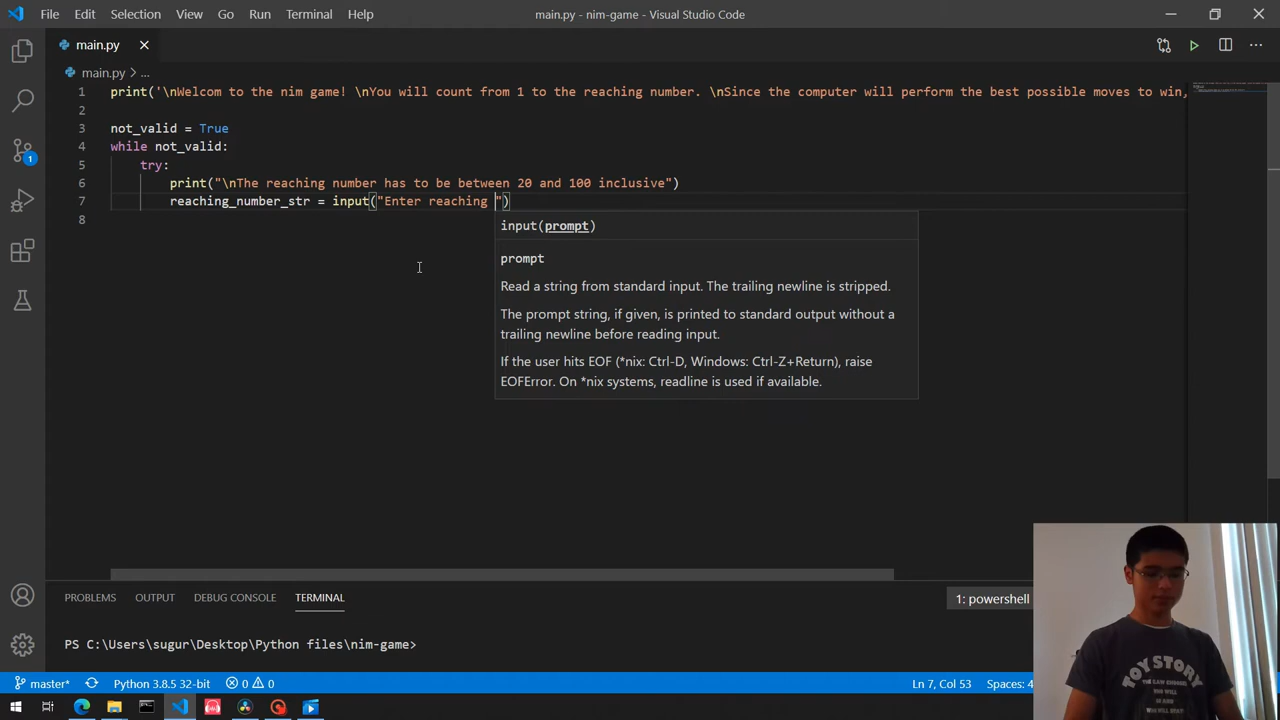 File Edit Selection View Go Run Terminal Help main.py - nim-game - Visual Studio Code
main.py
main.py > ...
1 print('\nWelcom to the nim game! \nYou will count from 1 to the reaching number. \nSince the computer will perform the best possible moves to win,
2
3 not_valid = True
4 while not_valid:
5 try:
6 print("\nThe reaching number has to be between 20 and 100 inclusive")
7 reaching_number_str = input("Enter reaching ")
8
input(prompt)
prompt
Read a string from standard input. The trailing newline is stripped.
The prompt string, if given, is printed to standard output without a
trailing newline before reading input.
If the user hits EOF (*nix: Ctrl-D, Windows: Ctrl-Z+Return), raise
EOFError. On *nix systems, readline is used if available.
1
PROBLEMS OUTPUT DEBUG CONSOLE TERMINAL 1: powershell
PS C:\Users\sugur\Desktop\Python files\nim-game>
TOY STORY
master* Python 3.8.5 32-bit 0 0 Ln 7, Col 53 Spaces: 4